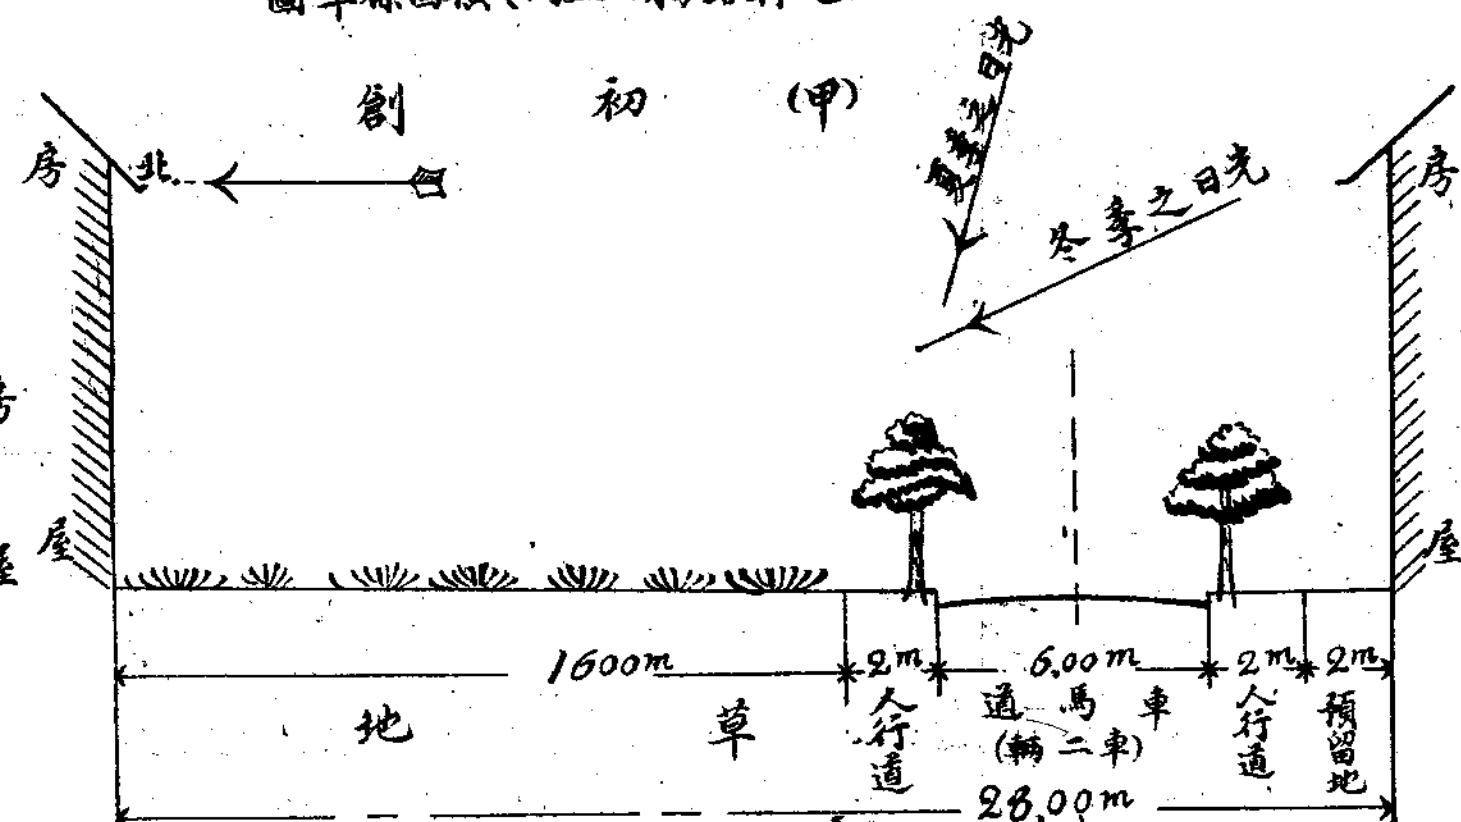 (甲) 初創
夏季之日光
冬季之日光
北
房屋
房屋
1600m
2m
6.00m
2m
2m
草地
人行道
車馬道
(車二輛)
人行道
預留地
28.00m